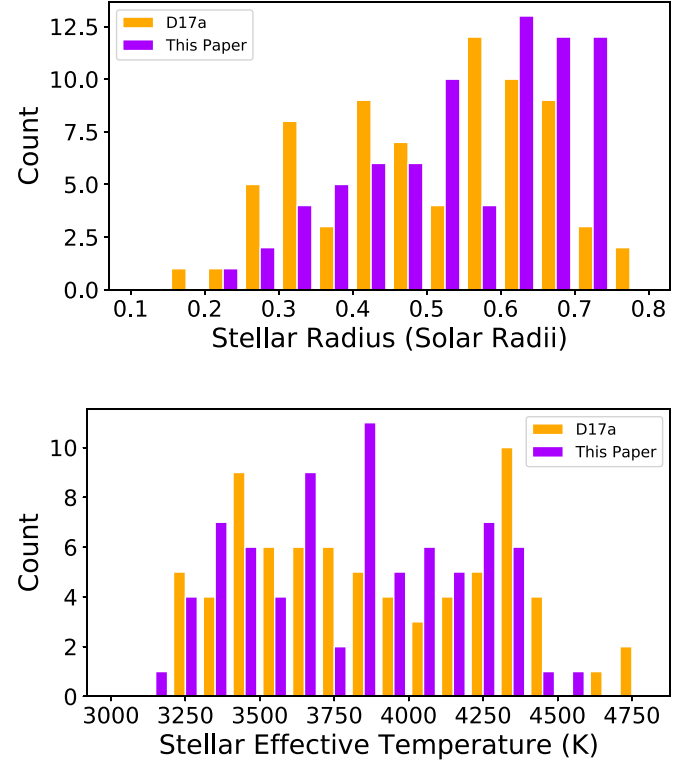 12.5
10.0
7.5
5.0
2.5
0.0
Count
D17a
This Paper
0.1 0.2 0.3 0.4 0.5 0.6 0.7 0.8
Stellar Radius (Solar Radii)
10
8
6
4
2
0
Count
D17a
This Paper
3000 3250 3500 3750 4000 4250 4500 4750
Stellar Effective Temperature (K)